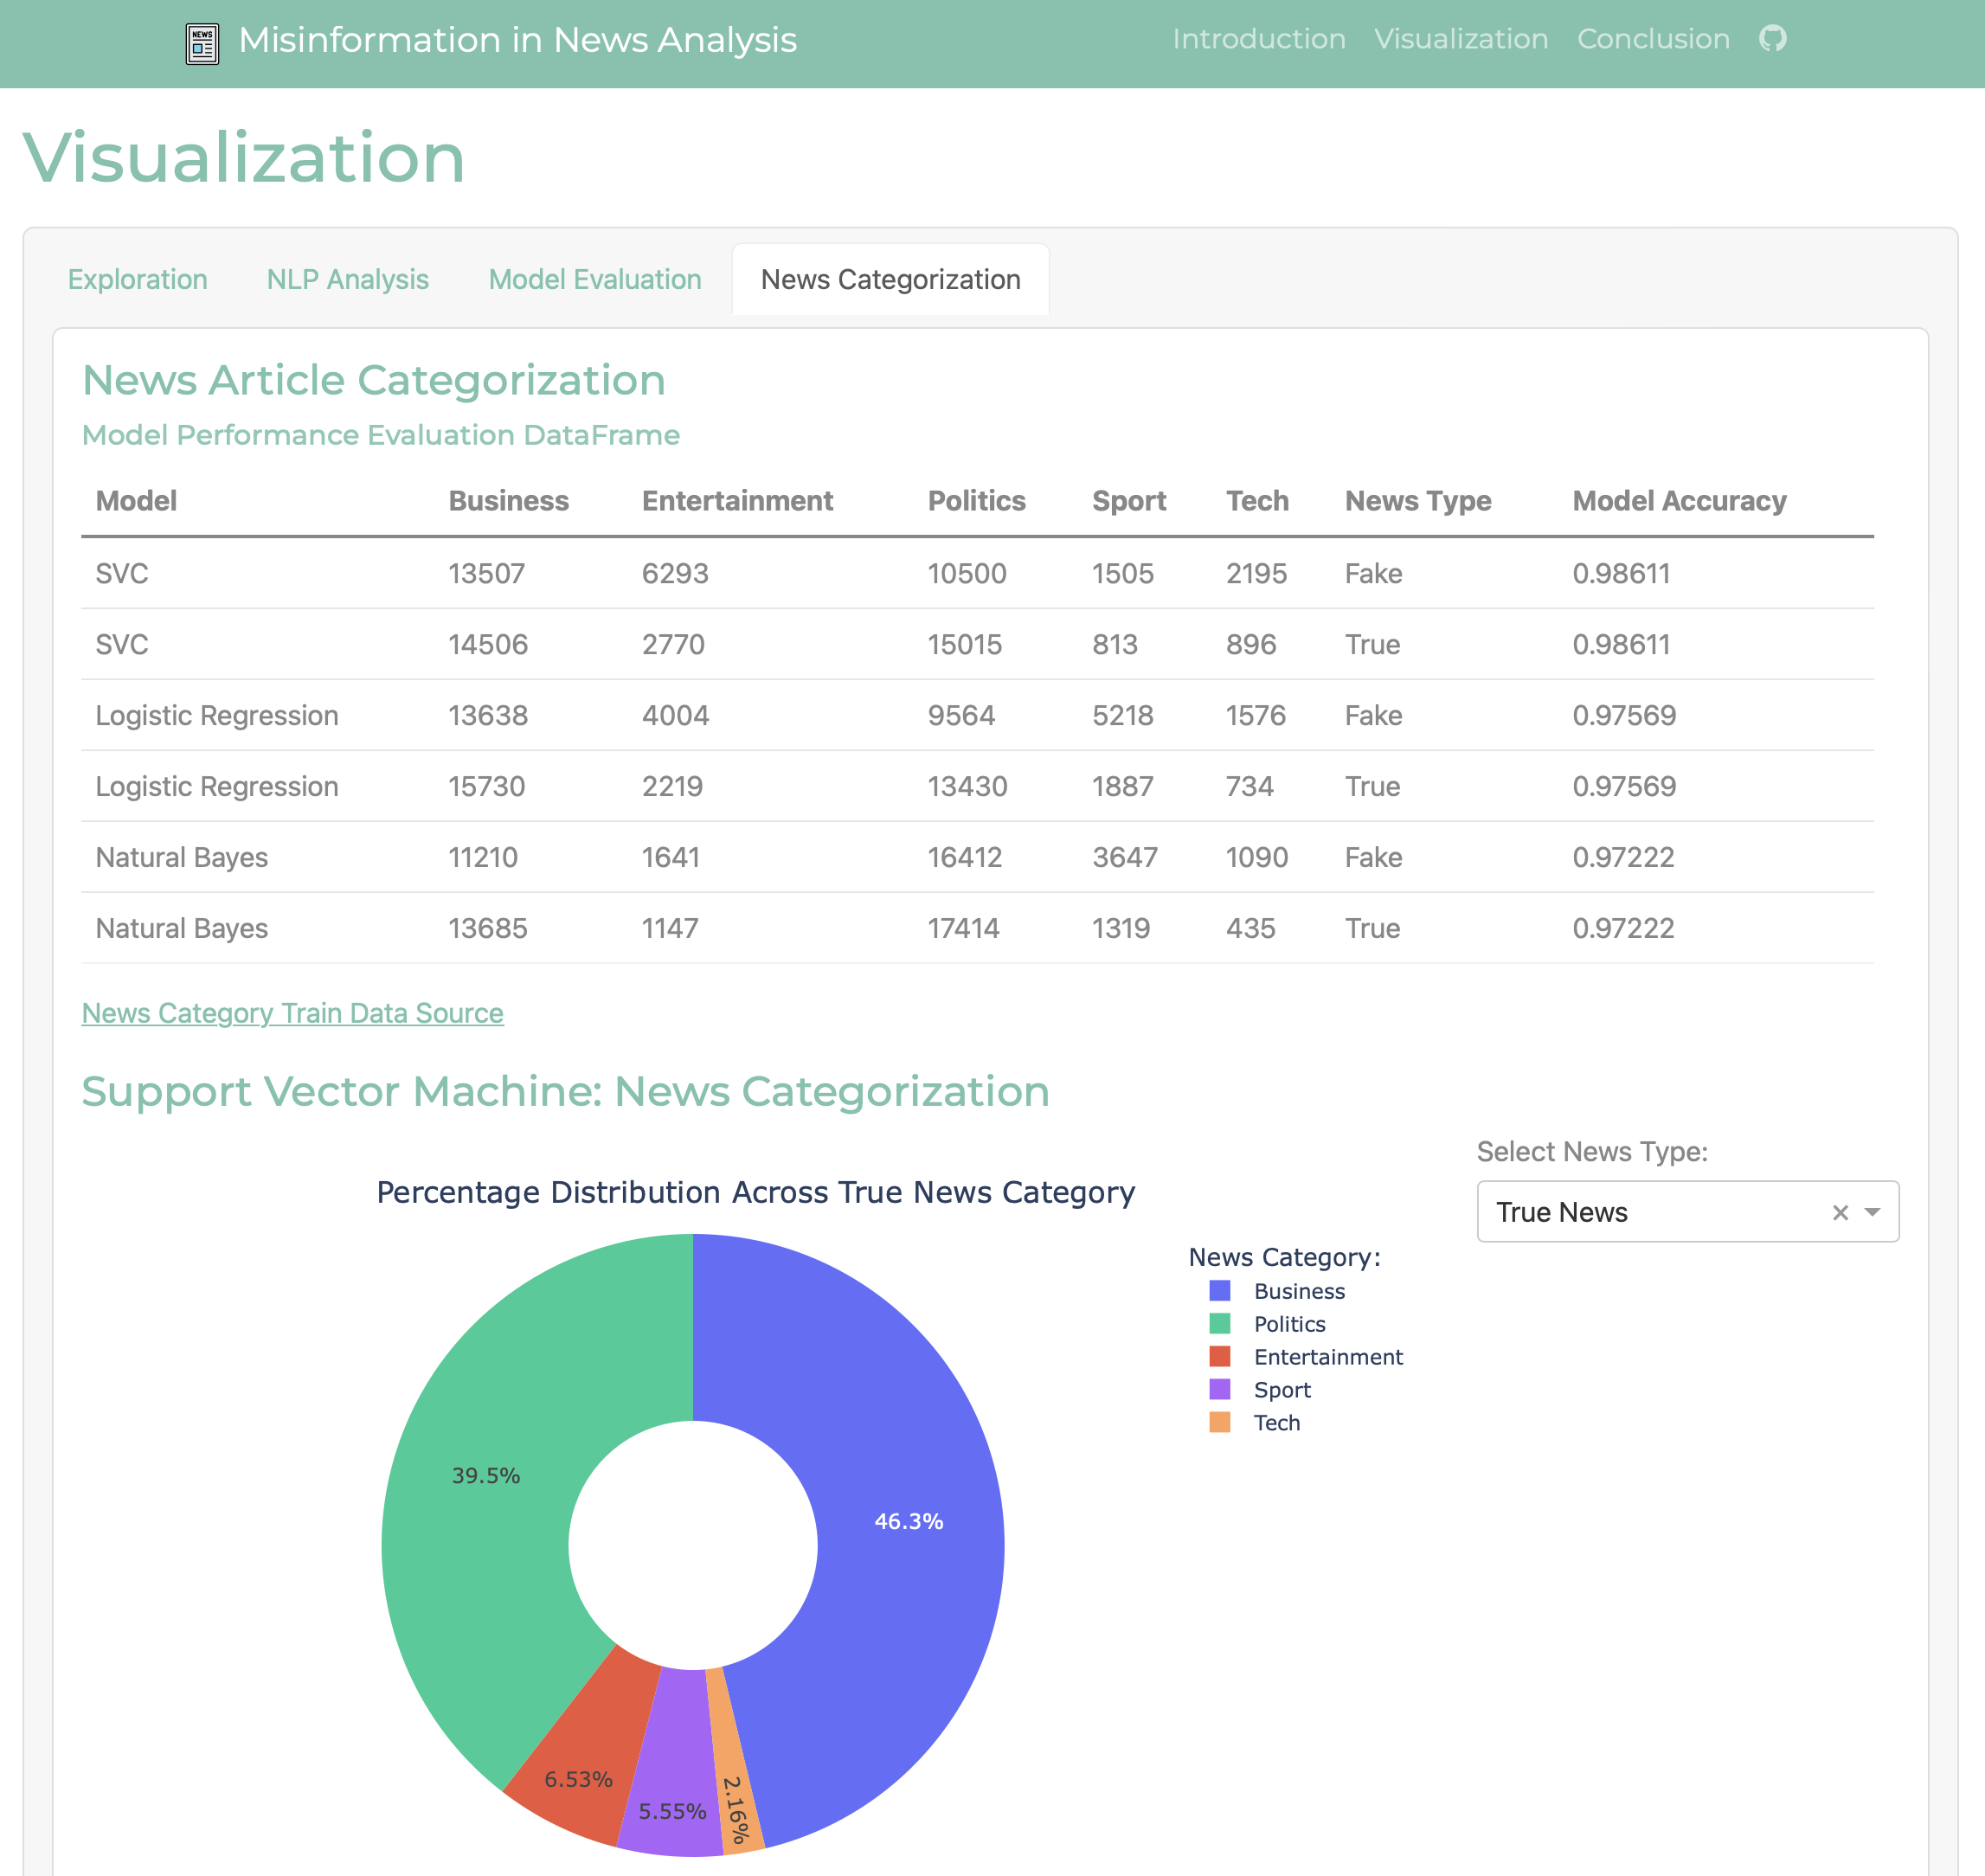 NEWS
Misinformation in News Analysis
Introduction Visualization Conclusion
Visualization
Exploration NLP Analysis Model Evaluation News Categorization
News Article Categorization
Model Performance Evaluation DataFrame
Model Business Entertainment Politics Sport Tech News Type Model Accuracy
SVC 13507 6293 10500 1505 2195 Fake 0.98611
SVC 14506 2770 15015 813 896 True 0.98611
Logistic Regression 13638 4004 9564 5218 1576 Fake 0.97569
Logistic Regression 15730 2219 13430 1887 734 True 0.97569
Natural Bayes 11210 1641 16412 3647 1090 Fake 0.97222
Natural Bayes 13685 1147 17414 1319 435 True 0.97222
News Category Train Data Source
Support Vector Machine: News Categorization
Select News Type:
True News
Percentage Distribution Across True News Category
News Category:
Business
Politics
Entertainment
Sport
Tech
39.5%
46.3%
6.53%
5.55%
2.16%